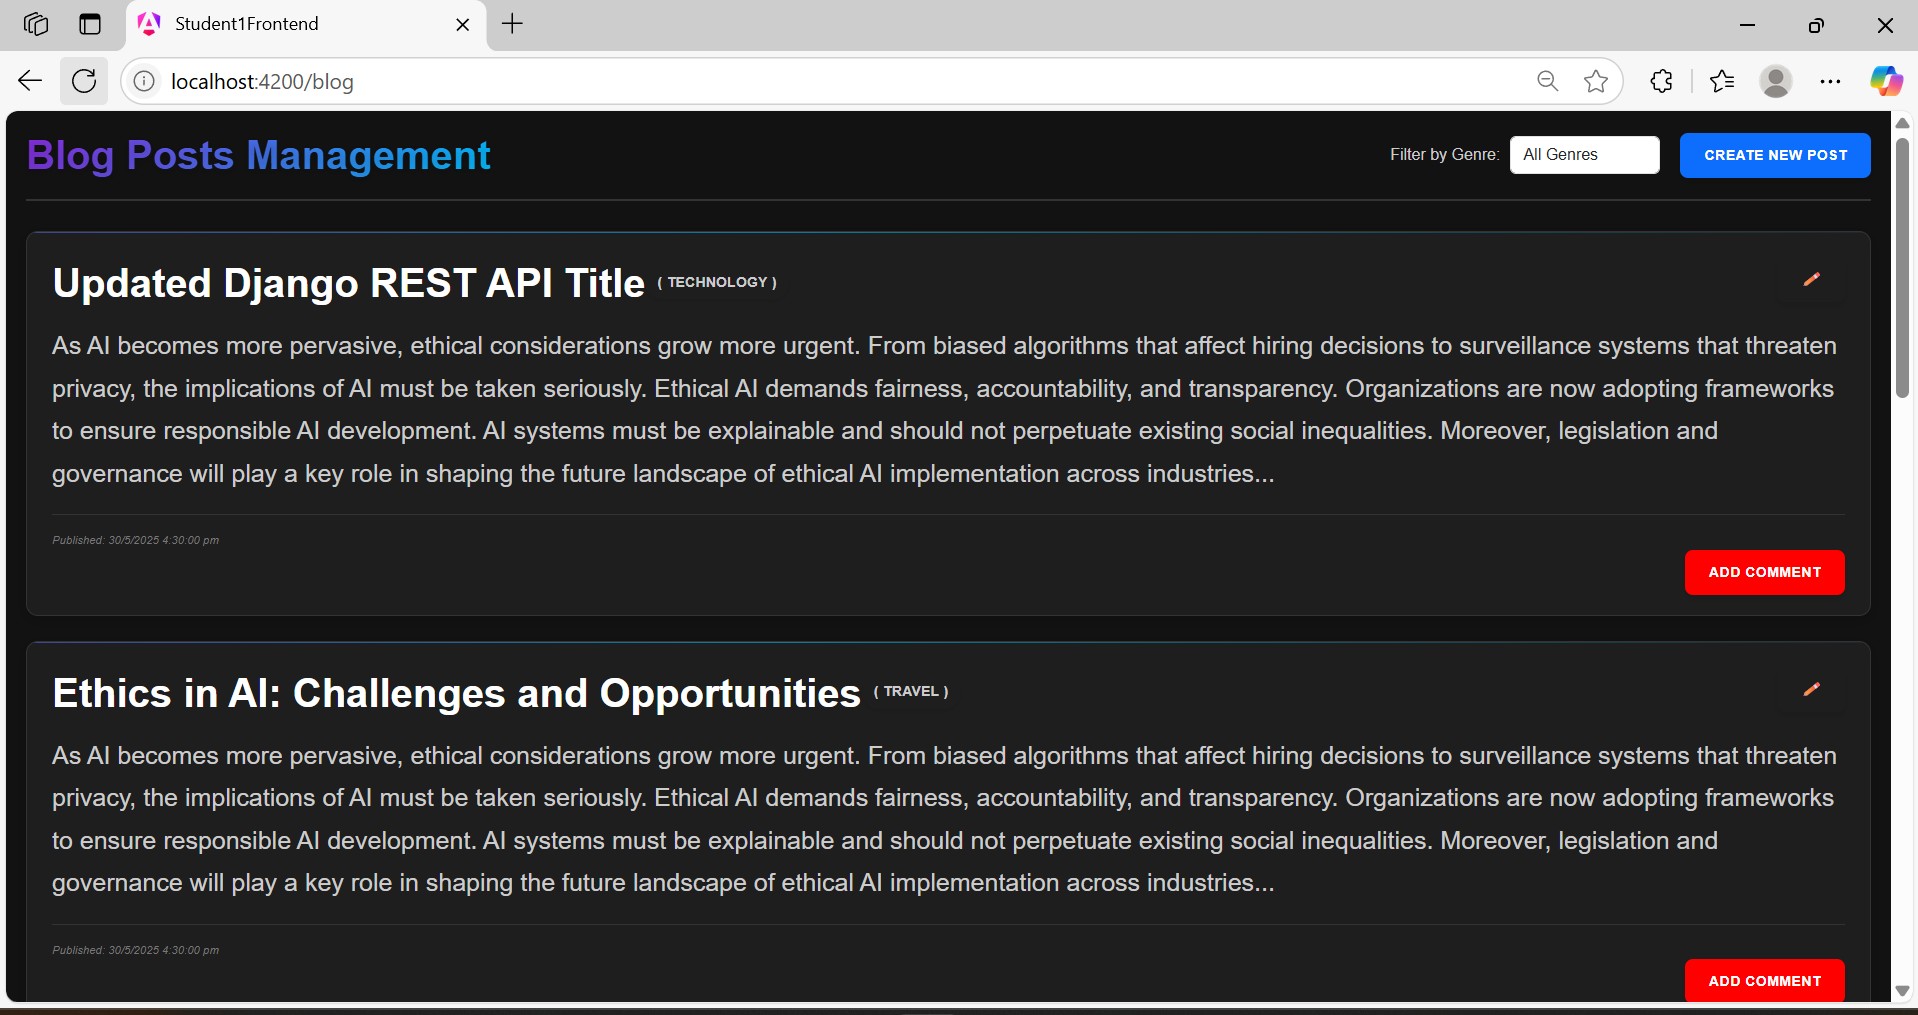 Student1Frontend
localhost:4200/blog
Blog Posts Management
Filter by Genre:
All Genres
CREATE NEW POST
Updated Django REST API Title ( TECHNOLOGY )
As AI becomes more pervasive, ethical considerations grow more urgent. From biased algorithms that affect hiring decisions to surveillance systems that threaten
privacy, the implications of AI must be taken seriously. Ethical AI demands fairness, accountability, and transparency. Organizations are now adopting frameworks
to ensure responsible AI development. AI systems must be explainable and should not perpetuate existing social inequalities. Moreover, legislation and
governance will play a key role in shaping the future landscape of ethical AI implementation across industries...
Published: 30/5/2025 4:30:00 pm
ADD COMMENT
Ethics in AI: Challenges and Opportunities ( TRAVEL )
As AI becomes more pervasive, ethical considerations grow more urgent. From biased algorithms that affect hiring decisions to surveillance systems that threaten
privacy, the implications of AI must be taken seriously. Ethical AI demands fairness, accountability, and transparency. Organizations are now adopting frameworks
to ensure responsible AI development. AI systems must be explainable and should not perpetuate existing social inequalities. Moreover, legislation and
governance will play a key role in shaping the future landscape of ethical AI implementation across industries...
Published: 30/5/2025 4:30:00 pm
ADD COMMENT